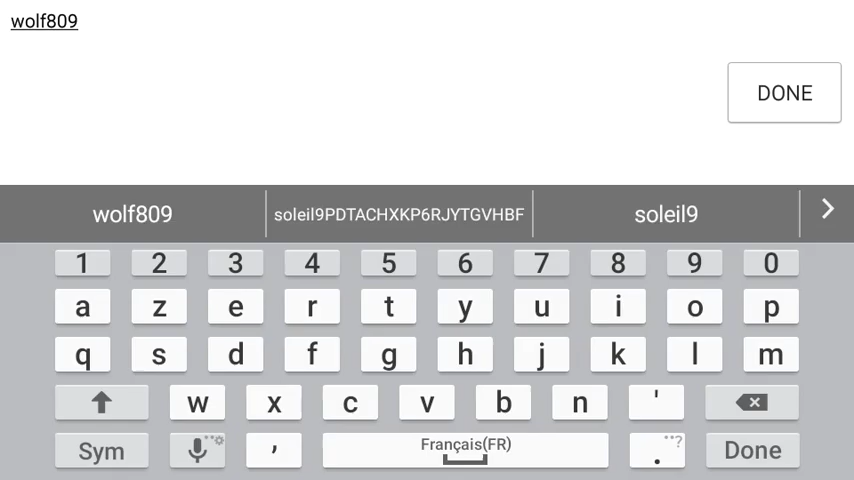 wolf809
DONE
wolf809 soleil9PDTACHXKP6RJYTGVHBF soleil9
1 2 3 4 5 6 7 8 9 0
a z e r t y u i o p
q s d f g h j k l m
w x c v b n '
Sym , Français(FR) . ? Done